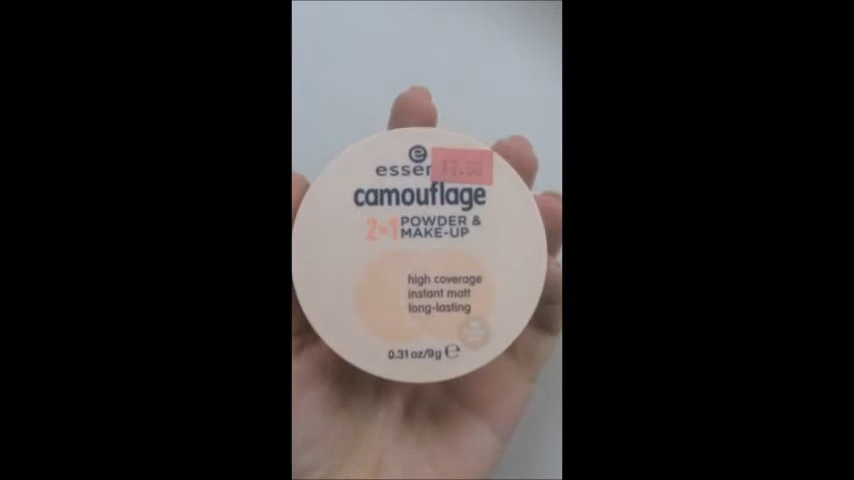 essen
camouflage
2in1 POWDER &
MAKE-UP
high coverage
instant matt
long-lasting
0.31 oz/9g ℮